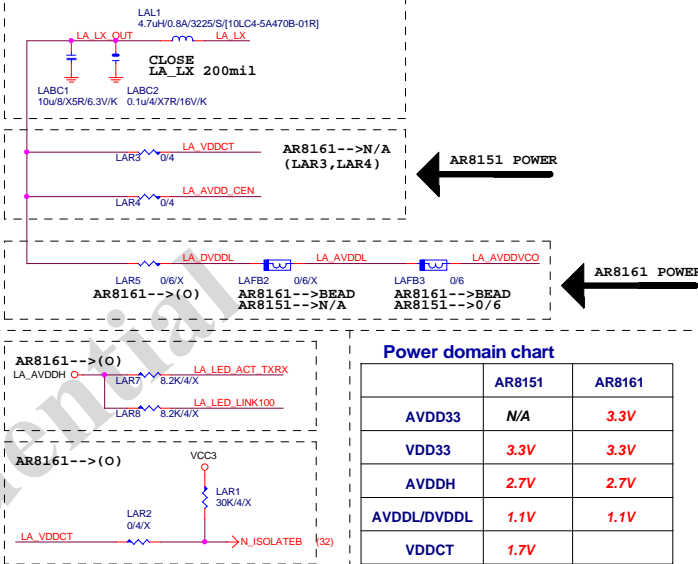 LAL1
4.7uH/0.8A/3225/S/[10LC4-5A470B-01R]
LA_LX_OUT
LA_LX
CLOSE
LA_LX 200mil
LABC1
10u/8/X5R/6.3V/K
LABC2
0.1u/4/X7R/16V/K
LA_VDDCT
LAR3
0/4
AR8161-->N/A
(LAR3,LAR4)
AR8151 POWER
LA_AVDD_CEN
LAR4
0/4
LA_DVDDL
LA_AVDDL
LA_AVDDVCO
LAR5
0/6/X
LAFB2
0/6/X
LAFB3
0/6
AR8161-->(O)
AR8161-->BEAD
AR8151-->N/A
AR8161-->BEAD
AR8151-->0/6
AR8161 POWER
AR8161-->(O)
LA_AVDDH
LA_LED_ACT_TXRX
LAR7
8.2K/4/X
LA_LED_LINK100
LAR8
8.2K/4/X
AR8161-->(O)
VCC3
LAR1
30K/4/X
LAR2
0/4/X
LA_VDDCT
N_ISOLATEB (32)
Power domain chart
AR8151 AR8161
AVDD33 N/A 3.3V
VDD33 3.3V 3.3V
AVDDH 2.7V 2.7V
AVDDL/DVDDL 1.1V 1.1V
VDDCT 1.7V